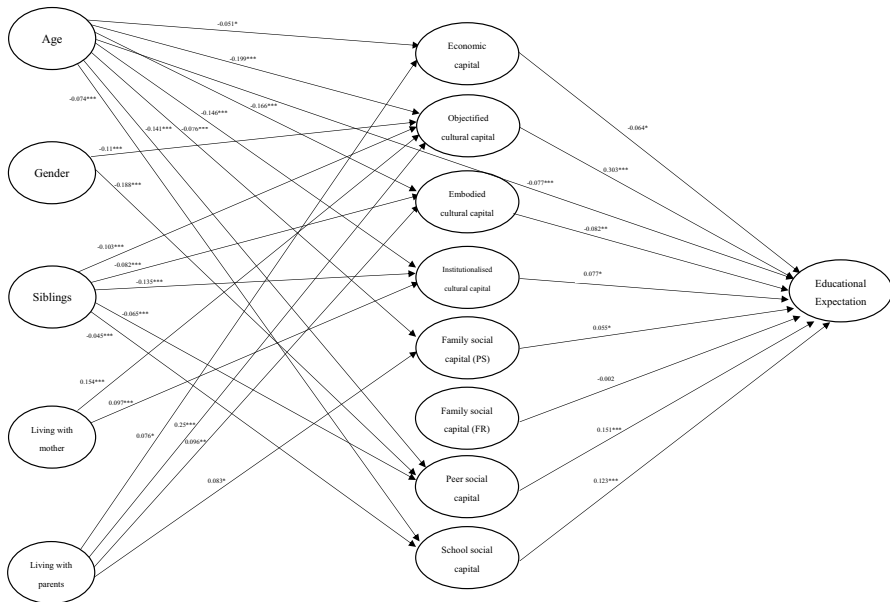 Age
Gender
Siblings
Living with
mother
Living with
parents
-0.051*
-0.199***
-0.166***
-0.146***
-0.074***
-0.141***
-0.076***
-0.11***
-0.188***
-0.077***
-0.103***
-0.082***
-0.135***
-0.065***
-0.045***
0.154***
0.097***
0.076*
0.25***
0.096**
0.083*
Economic
capital
Objectified
cultural capital
Embodied
cultural capital
Institutionalised
cultural capital
Family social
capital (PS)
Family social
capital (FR)
Peer social
capital
School social
capital
-0.064*
0.303***
-0.082**
0.077*
0.055*
-0.002
0.151***
0.123***
Educational
Expectation